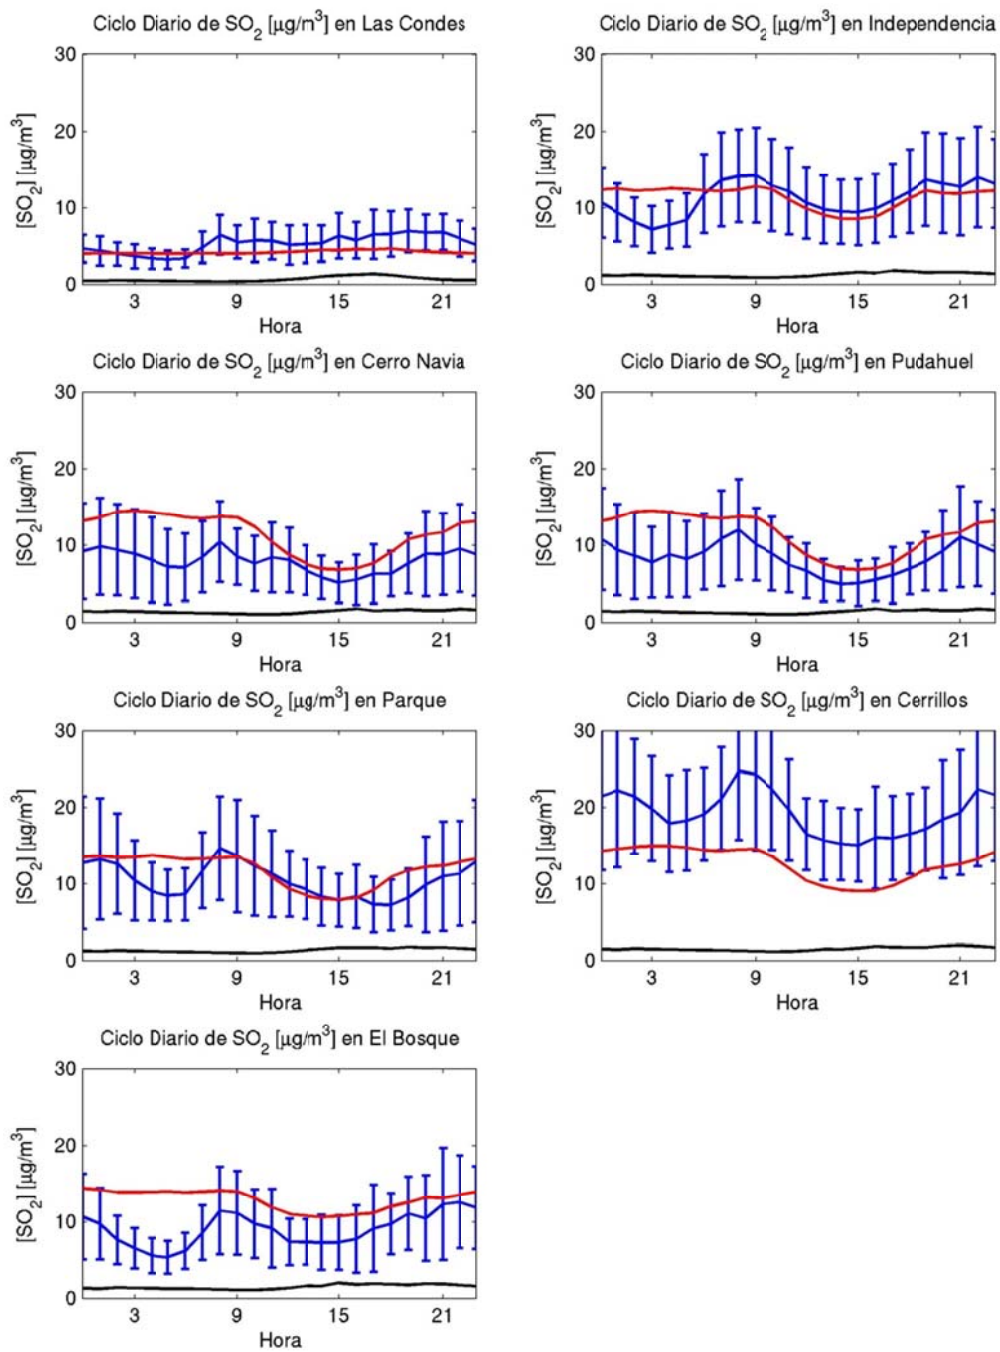 Ciclo Diario de SO2 [µg/m3] en Las Condes
30
20
10
0
[SO2] [µg/m3]
3 9 15 21
Hora
Ciclo Diario de SO2 [µg/m3] en Independencia
30
20
10
0
[SO2] [µg/m3]
3 9 15 21
Hora
Ciclo Diario de SO2 [µg/m3] en Cerro Navia
30
20
10
0
[SO2] [µg/m3]
3 9 15 21
Hora
Ciclo Diario de SO2 [µg/m3] en Pudahuel
30
20
10
0
[SO2] [µg/m3]
3 9 15 21
Hora
Ciclo Diario de SO2 [µg/m3] en Parque
30
20
10
0
[SO2] [µg/m3]
3 9 15 21
Hora
Ciclo Diario de SO2 [µg/m3] en Cerrillos
30
20
10
0
[SO2] [µg/m3]
3 9 15 21
Hora
Ciclo Diario de SO2 [µg/m3] en El Bosque
30
20
10
0
[SO2] [µg/m3]
3 9 15 21
Hora